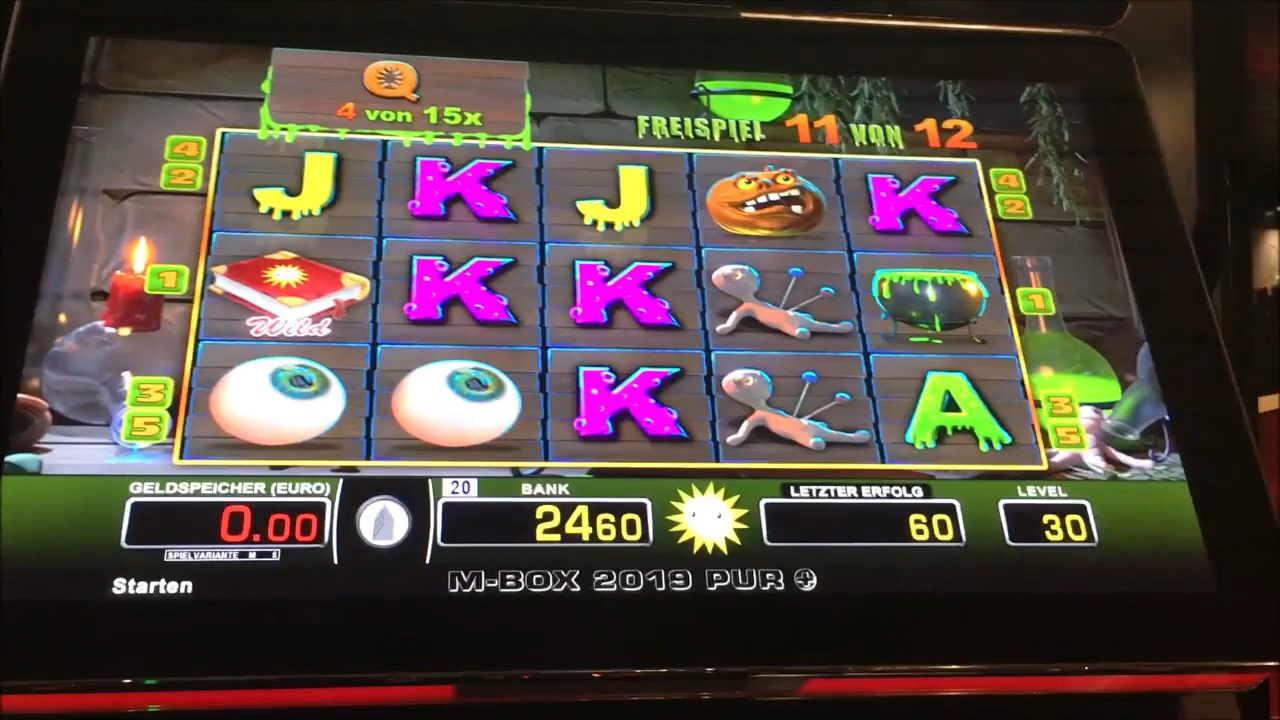 Q
4 von 15x
FREISPIEL 11 VON 12
4
2
J K J K
4
2
1
Wild
K K
1
3
5
K A
3
5
GELDSPEICHER (EURO)
20 BANK
LETZTER ERFOLG
LEVEL
0.00
2460
60
30
SPIELVARIANTE M S
Starten
M-BOX 2019 PUR +